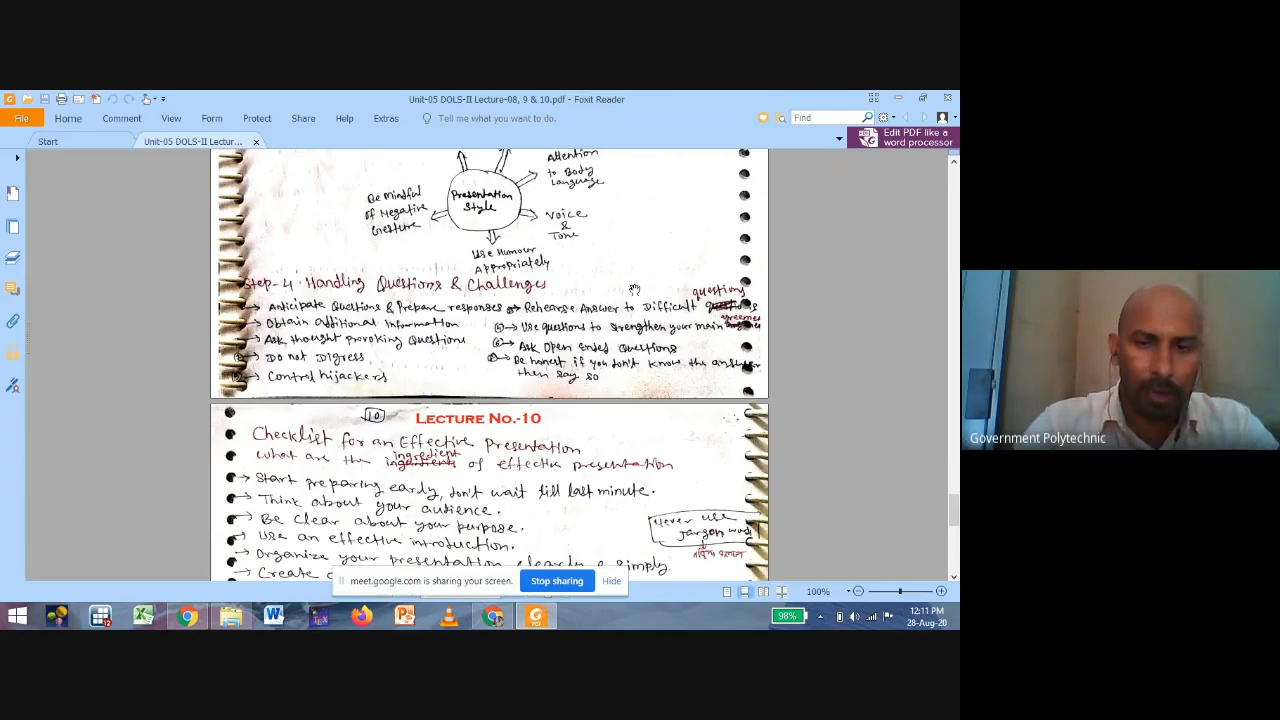 Unit-05 DOLS-II Lecture-08, 9 & 10.pdf - Foxit Reader
File Home Comment View Form Protect Share Help Extras Tell me what you want to do. Find
Edit PDF like a
word processor
Start Unit-05 DOLS-II Lectur...
Attention
to Body
Language
Be Mindful
of Negative
Gesture
Presentation
Style
Voice
&
Tone
Use Humour
Appropriately
Step-4. Handling Questions & Challenges
questions
→ Anticipate Questions & Prepare responses → Rehearse Answer to Difficult
→ Obtain additional Information
→ Use questions to strengthen your main
→ Ask thought provoking Questions
→ Ask Open Ended Questions
→ Do not Digress
→ Be honest if you don't know the answer
then say so
→ Control hijackers
10
Lecture No.-10
Checklist for an Effective Presentation
ingredient
What are the of effective presentation
→ Start preparing early, don't wait till last minute.
→ Think about your audience.
→ Be Clear about your purpose.
Never use
Jargon words
→ Use an effective introduction.
→ Organize your presentation clearly & simply.
→ Create
meet.google.com is sharing your screen. Stop sharing Hide
100%
98%
12:11 PM
28-Aug-20
Government Polytechnic